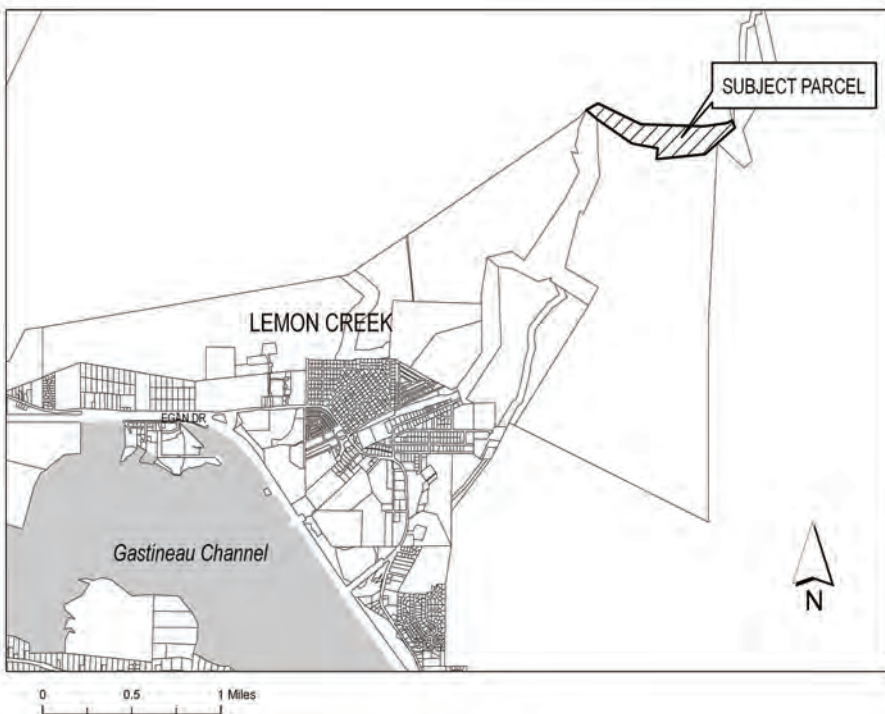 SUBJECT PARCEL
LEMON CREEK
EGAN DR
Gastineau Channel
N
0 0.5 1 Miles